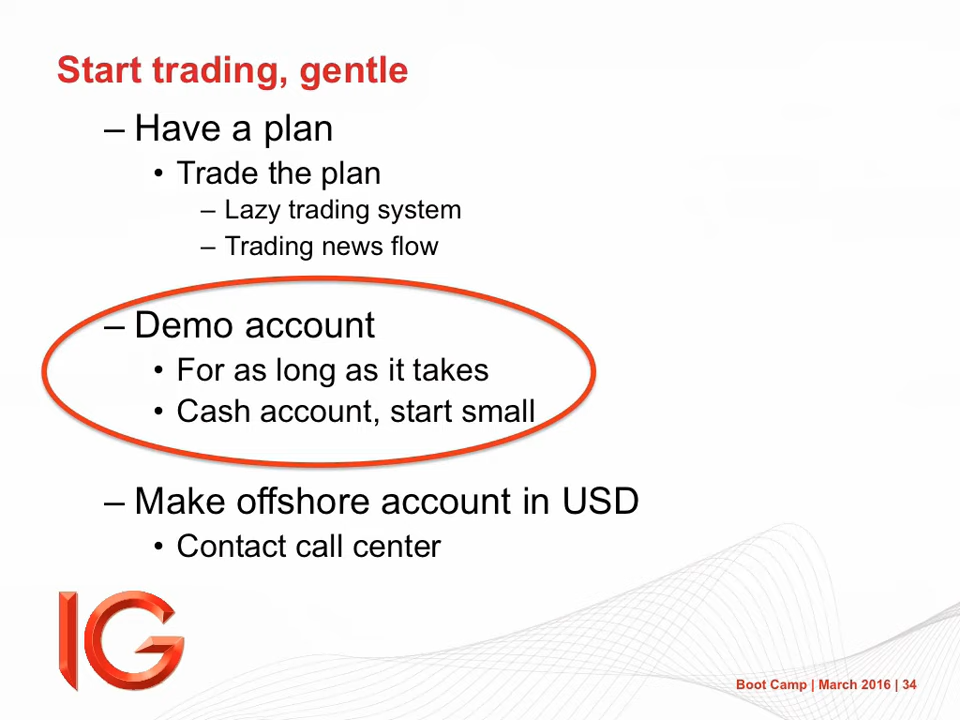 Start trading, gentle
– Have a plan
• Trade the plan
– Lazy trading system
– Trading news flow
– Demo account
• For as long as it takes
• Cash account, start small
– Make offshore account in USD
• Contact call center
IG
Boot Camp | March 2016 | 34